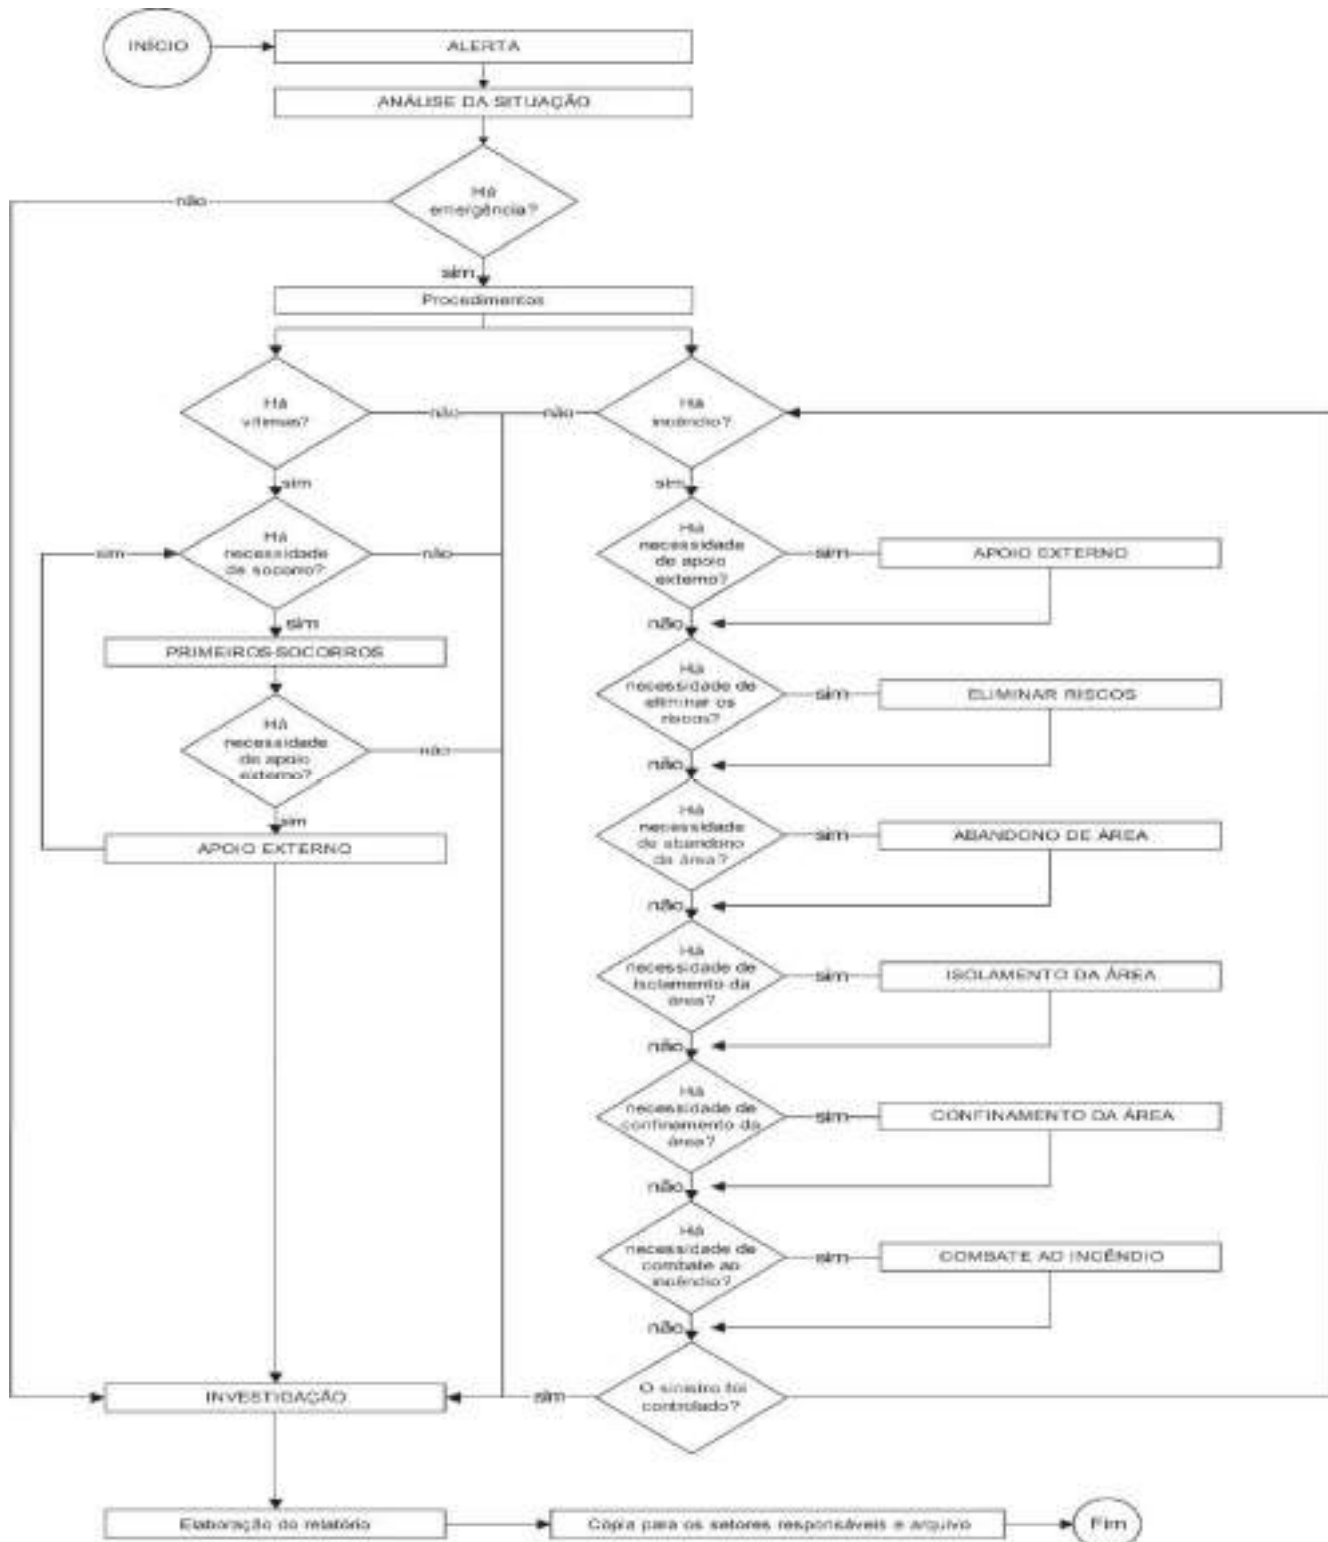 INÍCIO
ALERTA
ANÁLISE DA SITUAÇÃO
Há
emergência?
não
sim
Procedimentos
Há
vítimas?
não
não
Há
incêndio?
sim
sim
Há
necessidade
de socorro?
sim
não
Há
necessidade
de apoio
externo?
sim
APOIO EXTERNO
sim
não
PRIMEIROS-SOCORROS
Há
necessidade de
eliminar os
riscos?
sim
ELIMINAR RISCOS
Há
necessidade
de apoio
externo?
não
não
sim
Há
necessidade
de abandono
da área?
sim
ABANDONO DE ÁREA
APOIO EXTERNO
não
Há
necessidade de
isolamento da
área?
sim
ISOLAMENTO DA ÁREA
não
Há
necessidade de
confinamento da
área?
sim
CONFINAMENTO DA ÁREA
não
Há
necessidade de
combate ao
incêndio?
sim
COMBATE AO INCÊNDIO
não
INVESTIGAÇÃO
sim
O sinistro foi
controlado?
Elaboração do relatório
Cópia para os setores responsáveis e arquivo
Fim